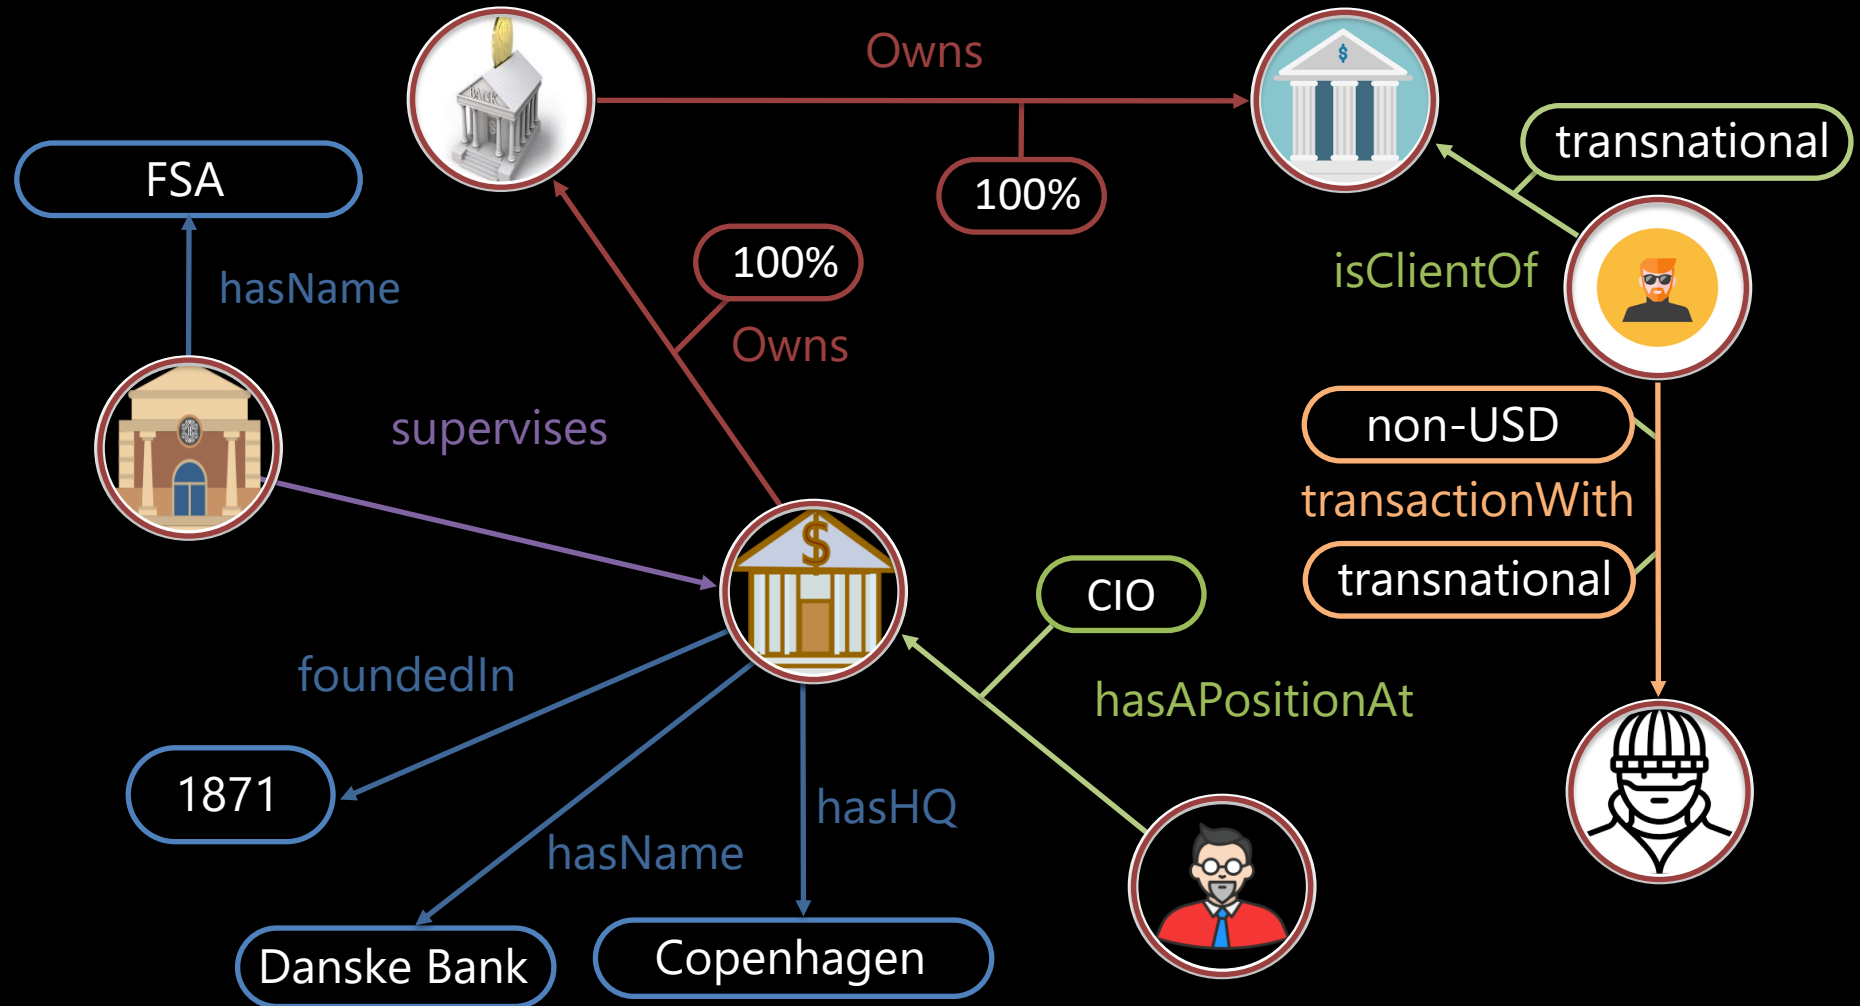 Owns
transnational
FSA
100%
100%
isClientOf
hasName
Owns
non-USD
supervises
transactionWith
transnational
CIO
foundedIn
hasAPositionAt
1871
hasHQ
hasName
Danske Bank
Copenhagen
BANK
$
$
$